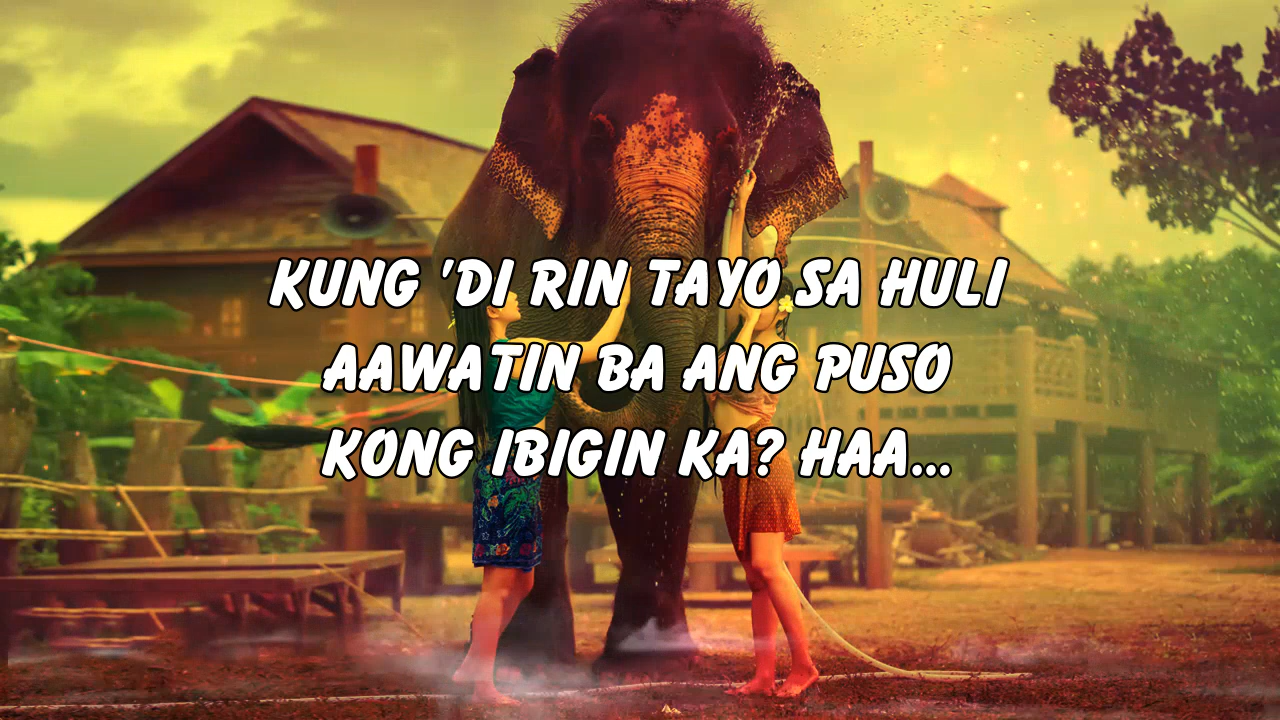 KUNG 'DI RIN TAYO SA HULI
AAWATIN BA ANG PUSO
KONG IBIGIN KA? HAA...